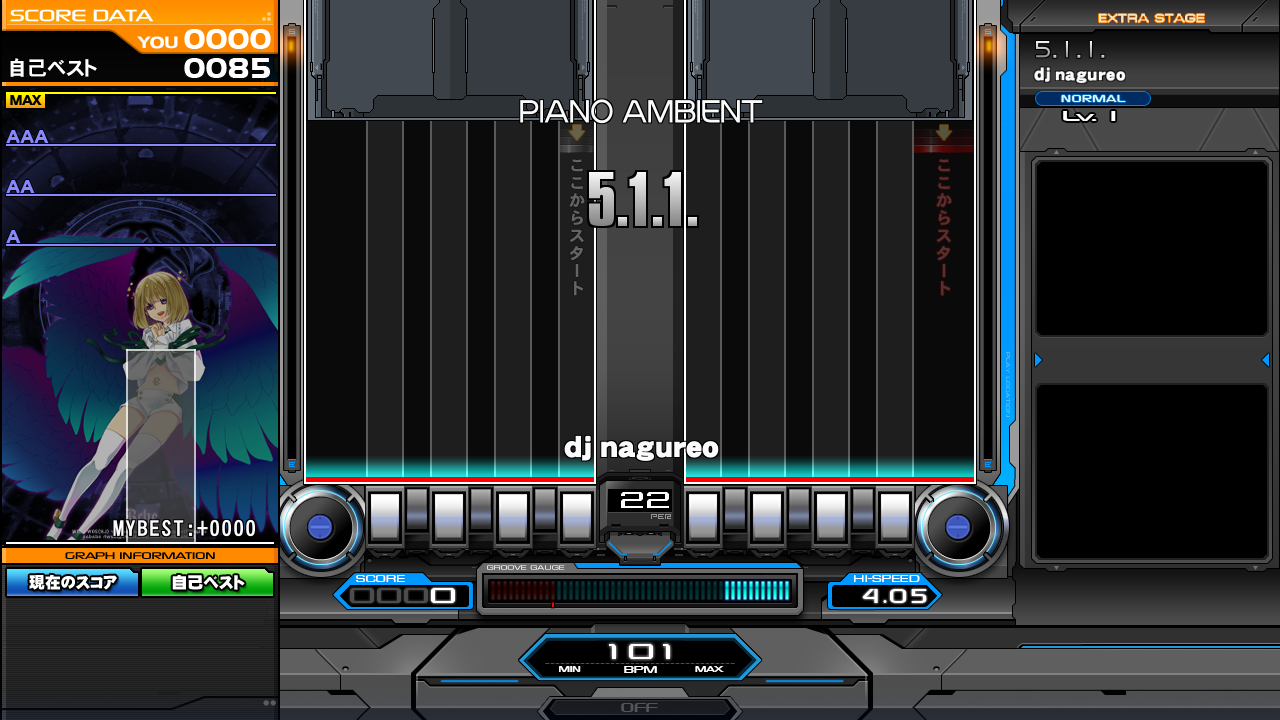 SCORE DATA
YOU 0000
自己ベスト 0085
MAX
AAA
AA
A
MYBEST:+0000
GRAPH INFORMATION
現在のスコア 自己ベスト
PIANO AMBIENT
5.1.1.
dj nagureo
ここからスタート
ここからスタート
22
PER
SCORE
0000
GROOVE GAUGE
HI-SPEED
4.05
101
MIN BPM MAX
OFF
EXTRA STAGE
5.1.1.
dj nagureo
NORMAL
Lv. 1